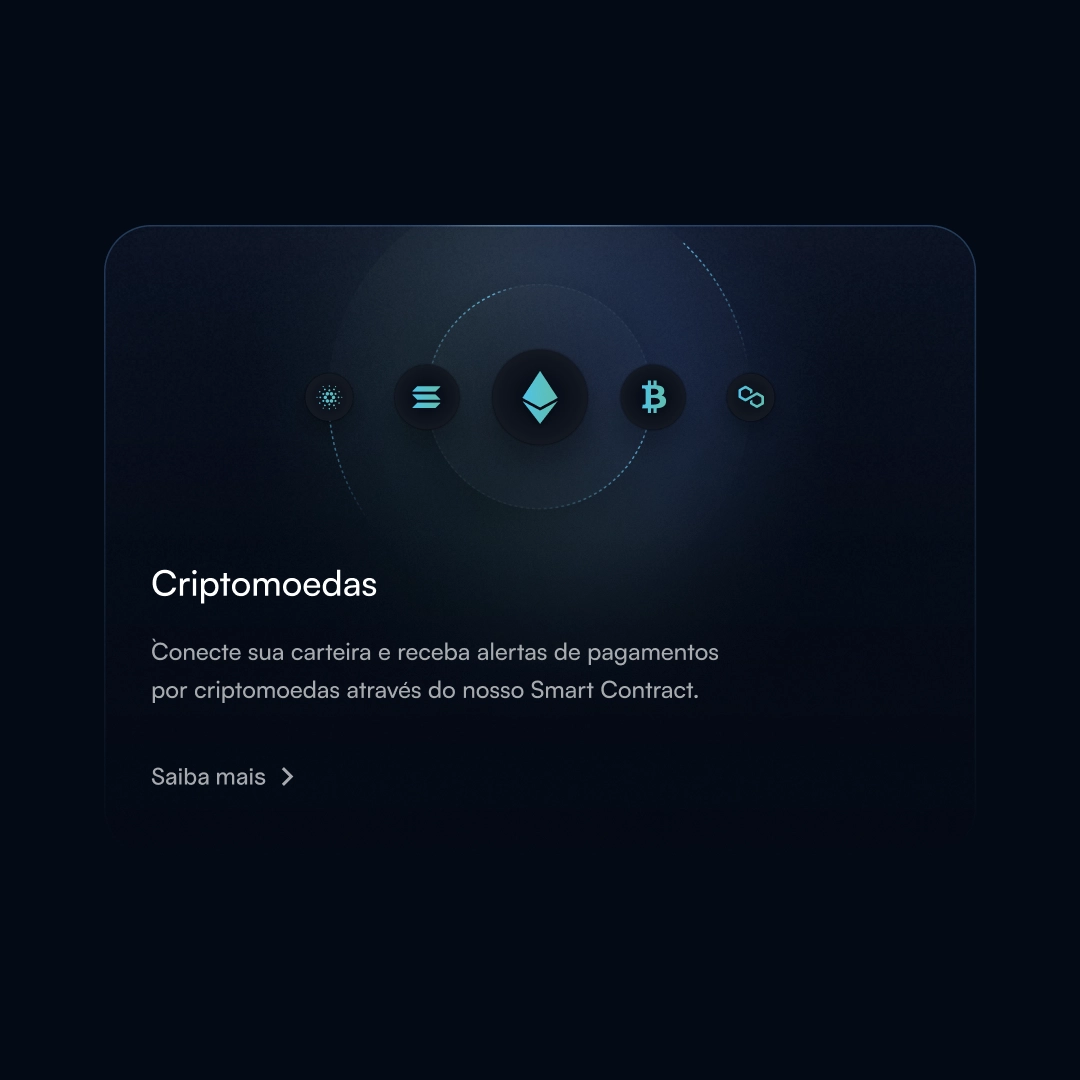 Criptomoedas
`Conecte sua carteira e receba alertas de pagamentos
por criptomoedas através do nosso Smart Contract.
Saiba mais